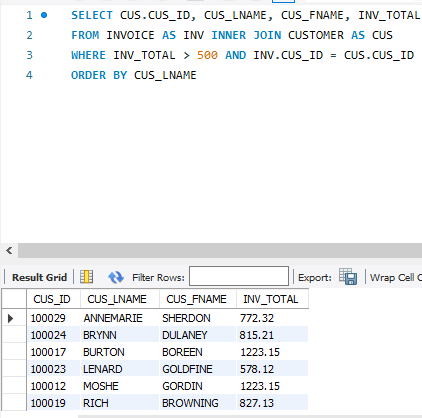 1 SELECT CUS.CUS_ID, CUS_LNAME, CUS_FNAME, INV_TOTAL
2 FROM INVOICE AS INV INNER JOIN CUSTOMER AS CUS
3 WHERE INV_TOTAL > 500 AND INV.CUS_ID = CUS.CUS_ID
4 ORDER BY CUS_LNAME
Result Grid Filter Rows: Export: Wrap Cell C
CUS_ID CUS_LNAME CUS_FNAME INV_TOTAL
100029 ANNEMARIE SHERDON 772.32
100024 BRYNN DULANEY 815.21
100017 BURTON BOREEN 1223.15
100023 LENARD GOLDFINE 578.12
100012 MOSHE GORDIN 1223.15
100019 RICH BROWNING 827.13